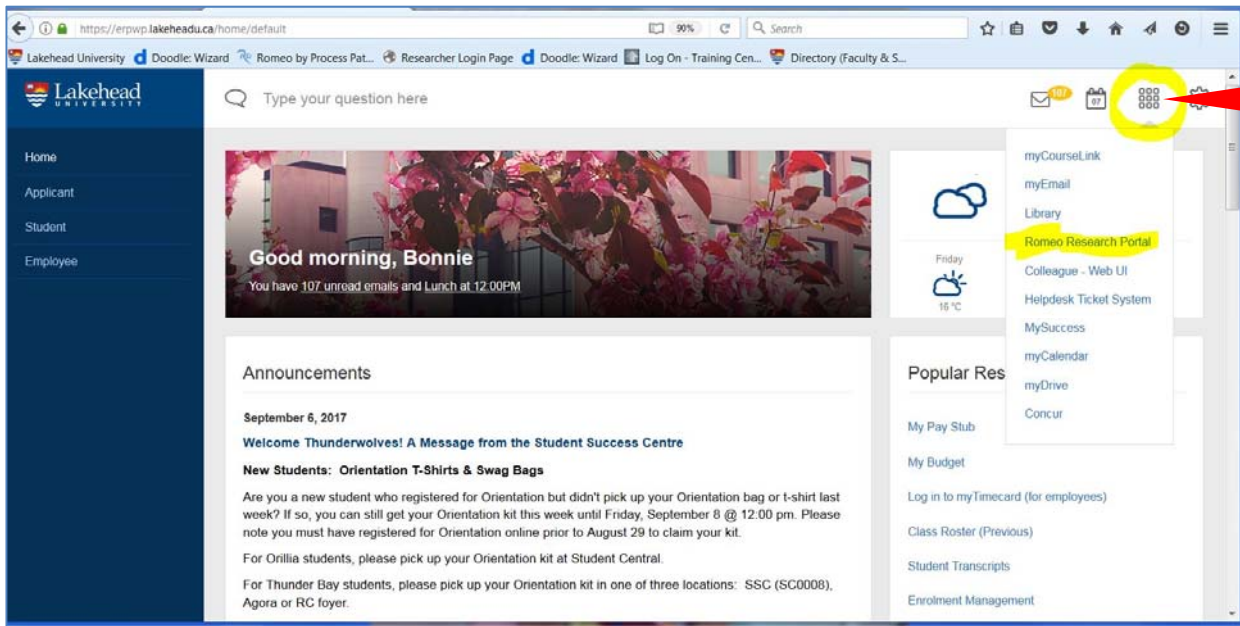 https://erpwp.lakeheadu.ca/home/default
90%
Search
Lakehead University
Doodle: Wizard
Romeo by Process Pat...
Researcher Login Page
Doodle: Wizard
Log On - Training Cen...
Directory (Faculty & S...
Lakehead
UNIVERSITY
Type your question here
107
07
Home
Applicant
Student
Employee
Good morning, Bonnie
You have 107 unread emails and Lunch at 12:00PM
Friday
16 °C
myCourseLink
myEmail
Library
Romeo Research Portal
Colleague - Web UI
Helpdesk Ticket System
MySuccess
myCalendar
myDrive
Concur
Announcements
September 6, 2017
Welcome Thunderwolves! A Message from the Student Success Centre
New Students: Orientation T-Shirts & Swag Bags
Are you a new student who registered for Orientation but didn't pick up your Orientation bag or t-shirt last
week? If so, you can still get your Orientation kit this week until Friday, September 8 @ 12:00 pm. Please
note you must have registered for Orientation online prior to August 29 to claim your kit.
For Orillia students, please pick up your Orientation kit at Student Central.
For Thunder Bay students, please pick up your Orientation kit in one of three locations: SSC (SC0008),
Agora or RC foyer.
Popular Res
My Pay Stub
My Budget
Log in to myTimecard (for employees)
Class Roster (Previous)
Student Transcripts
Enrolment Management